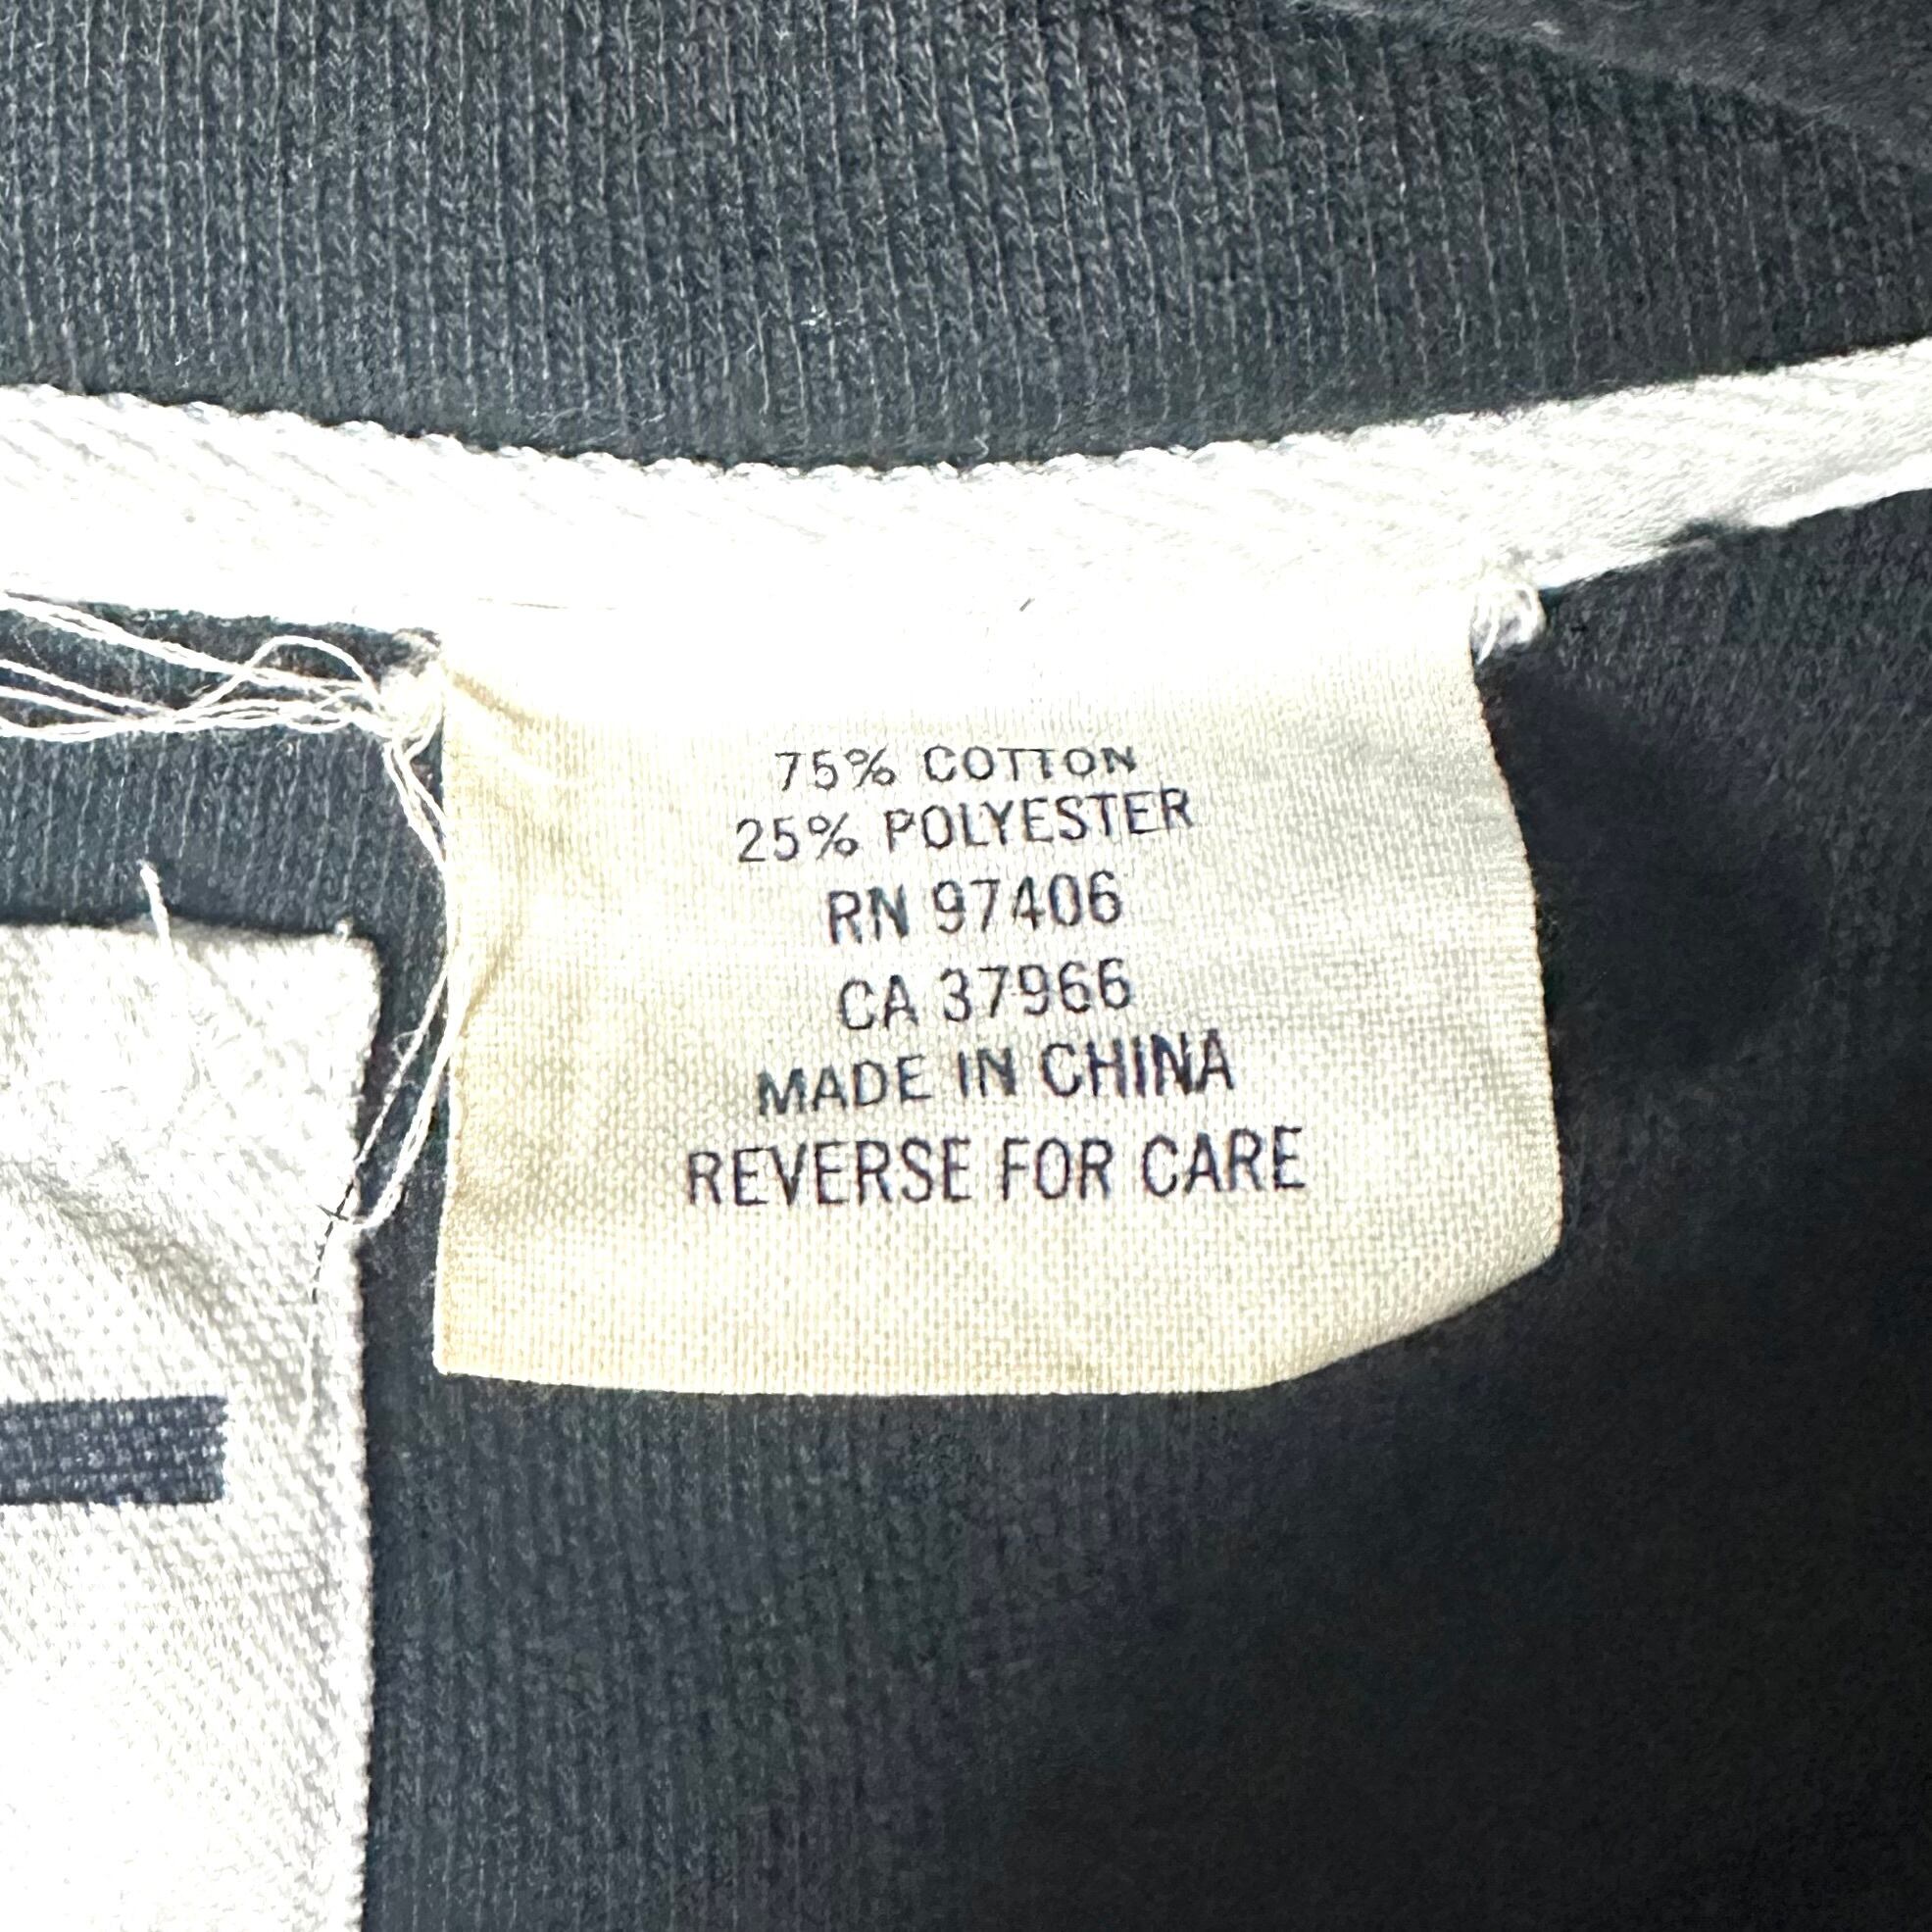 75% COTTON
25% POLYESTER
RN 97406
CA 37966
MADE IN CHINA
REVERSE FOR CARE